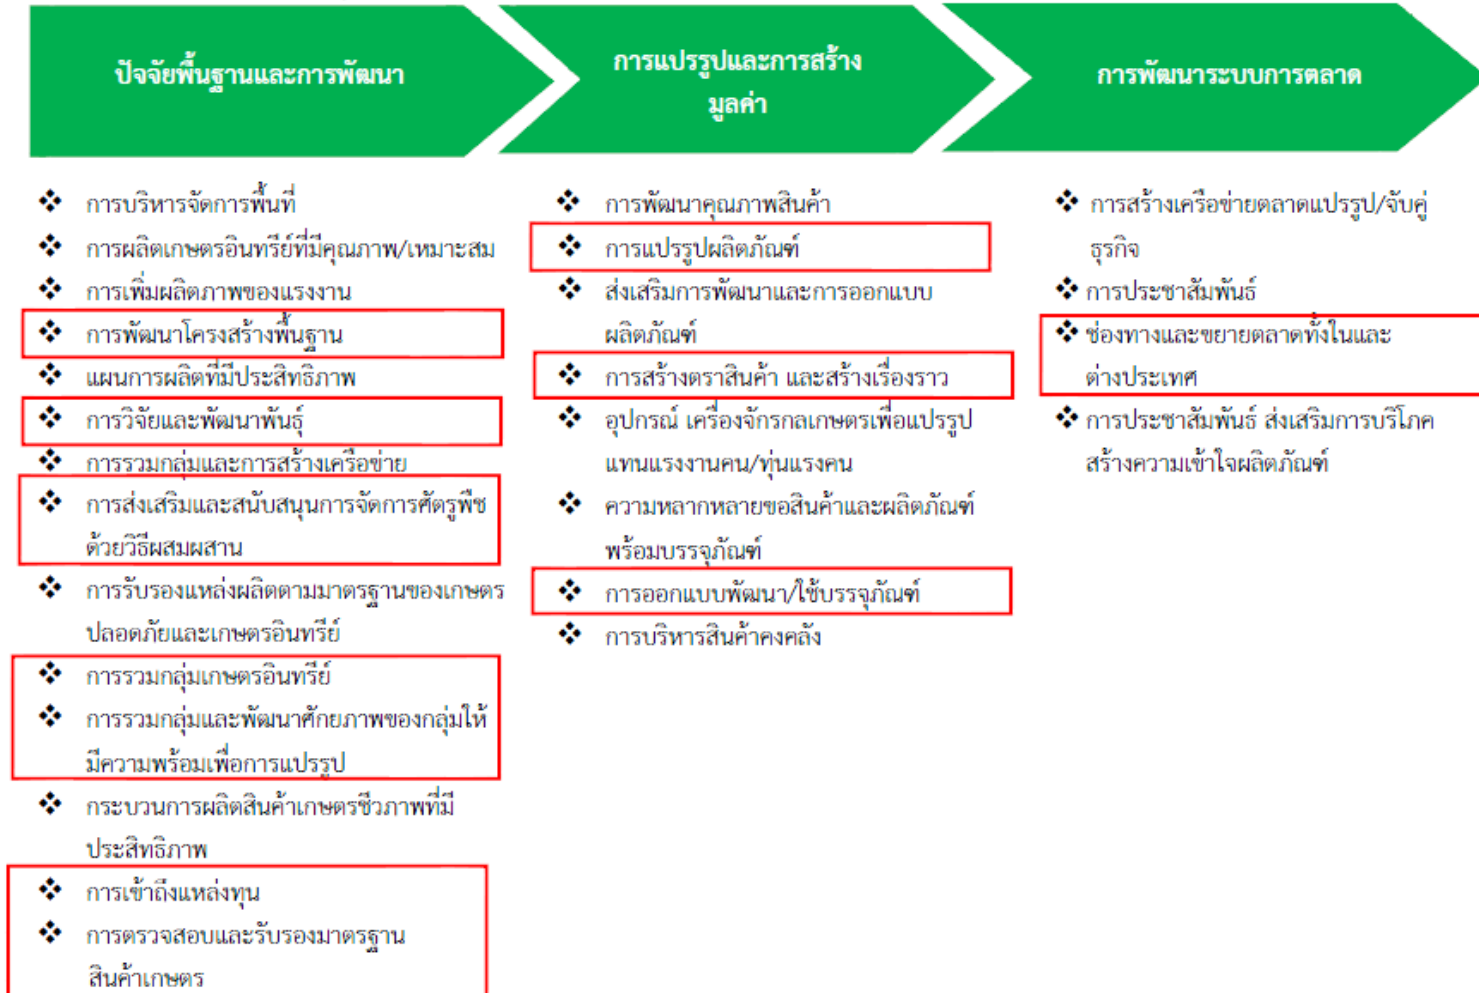 ปัจจัยพื้นฐานและการพัฒนา
การแปรรูปและการสร้าง
มูลค่า
การพัฒนาระบบการตลาด
การบริหารจัดการพื้นที่
การผลิตเกษตรอินทรีย์ที่มีคุณภาพ/เหมาะสม
การเพิ่มผลิตภาพของแรงงาน
การพัฒนาโครงสร้างพื้นฐาน
แผนการผลิตที่มีประสิทธิภาพ
การวิจัยและพัฒนาพันธุ์
การรวมกลุ่มและการสร้างเครือข่าย
การส่งเสริมและสนับสนุนการจัดการศัตรูพืช
ด้วยวิธีผสมผสาน
การรับรองแหล่งผลิตตามมาตรฐานของเกษตร
ปลอดภัยและเกษตรอินทรีย์
การรวมกลุ่มเกษตรอินทรีย์
การรวมกลุ่มและพัฒนาศักยภาพของกลุ่มให้
มีความพร้อมเพื่อการแปรรูป
กระบวนการผลิตสินค้าเกษตรชีวภาพที่มี
ประสิทธิภาพ
การเข้าถึงแหล่งทุน
การตรวจสอบและรับรองมาตรฐาน
สินค้าเกษตร
การพัฒนาคุณภาพสินค้า
การแปรรูปผลิตภัณฑ์
ส่งเสริมการพัฒนาและการออกแบบ
ผลิตภัณฑ์
การสร้างตราสินค้า และสร้างเรื่องราว
อุปกรณ์ เครื่องจักรกลเกษตรเพื่อแปรรูป
แทนแรงงานคน/ทุ่นแรงคน
ความหลากหลายขอสินค้าและผลิตภัณฑ์
พร้อมบรรจุภัณฑ์
การออกแบบพัฒนา/ใช้บรรจุภัณฑ์
การบริหารสินค้าคงคลัง
การสร้างเครือข่ายตลาดแปรรูป/จับคู่
ธุรกิจ
การประชาสัมพันธ์
ช่องทางและขยายตลาดทั้งในและ
ต่างประเทศ
การประชาสัมพันธ์ ส่งเสริมการบริโภค
สร้างความเข้าใจผลิตภัณฑ์